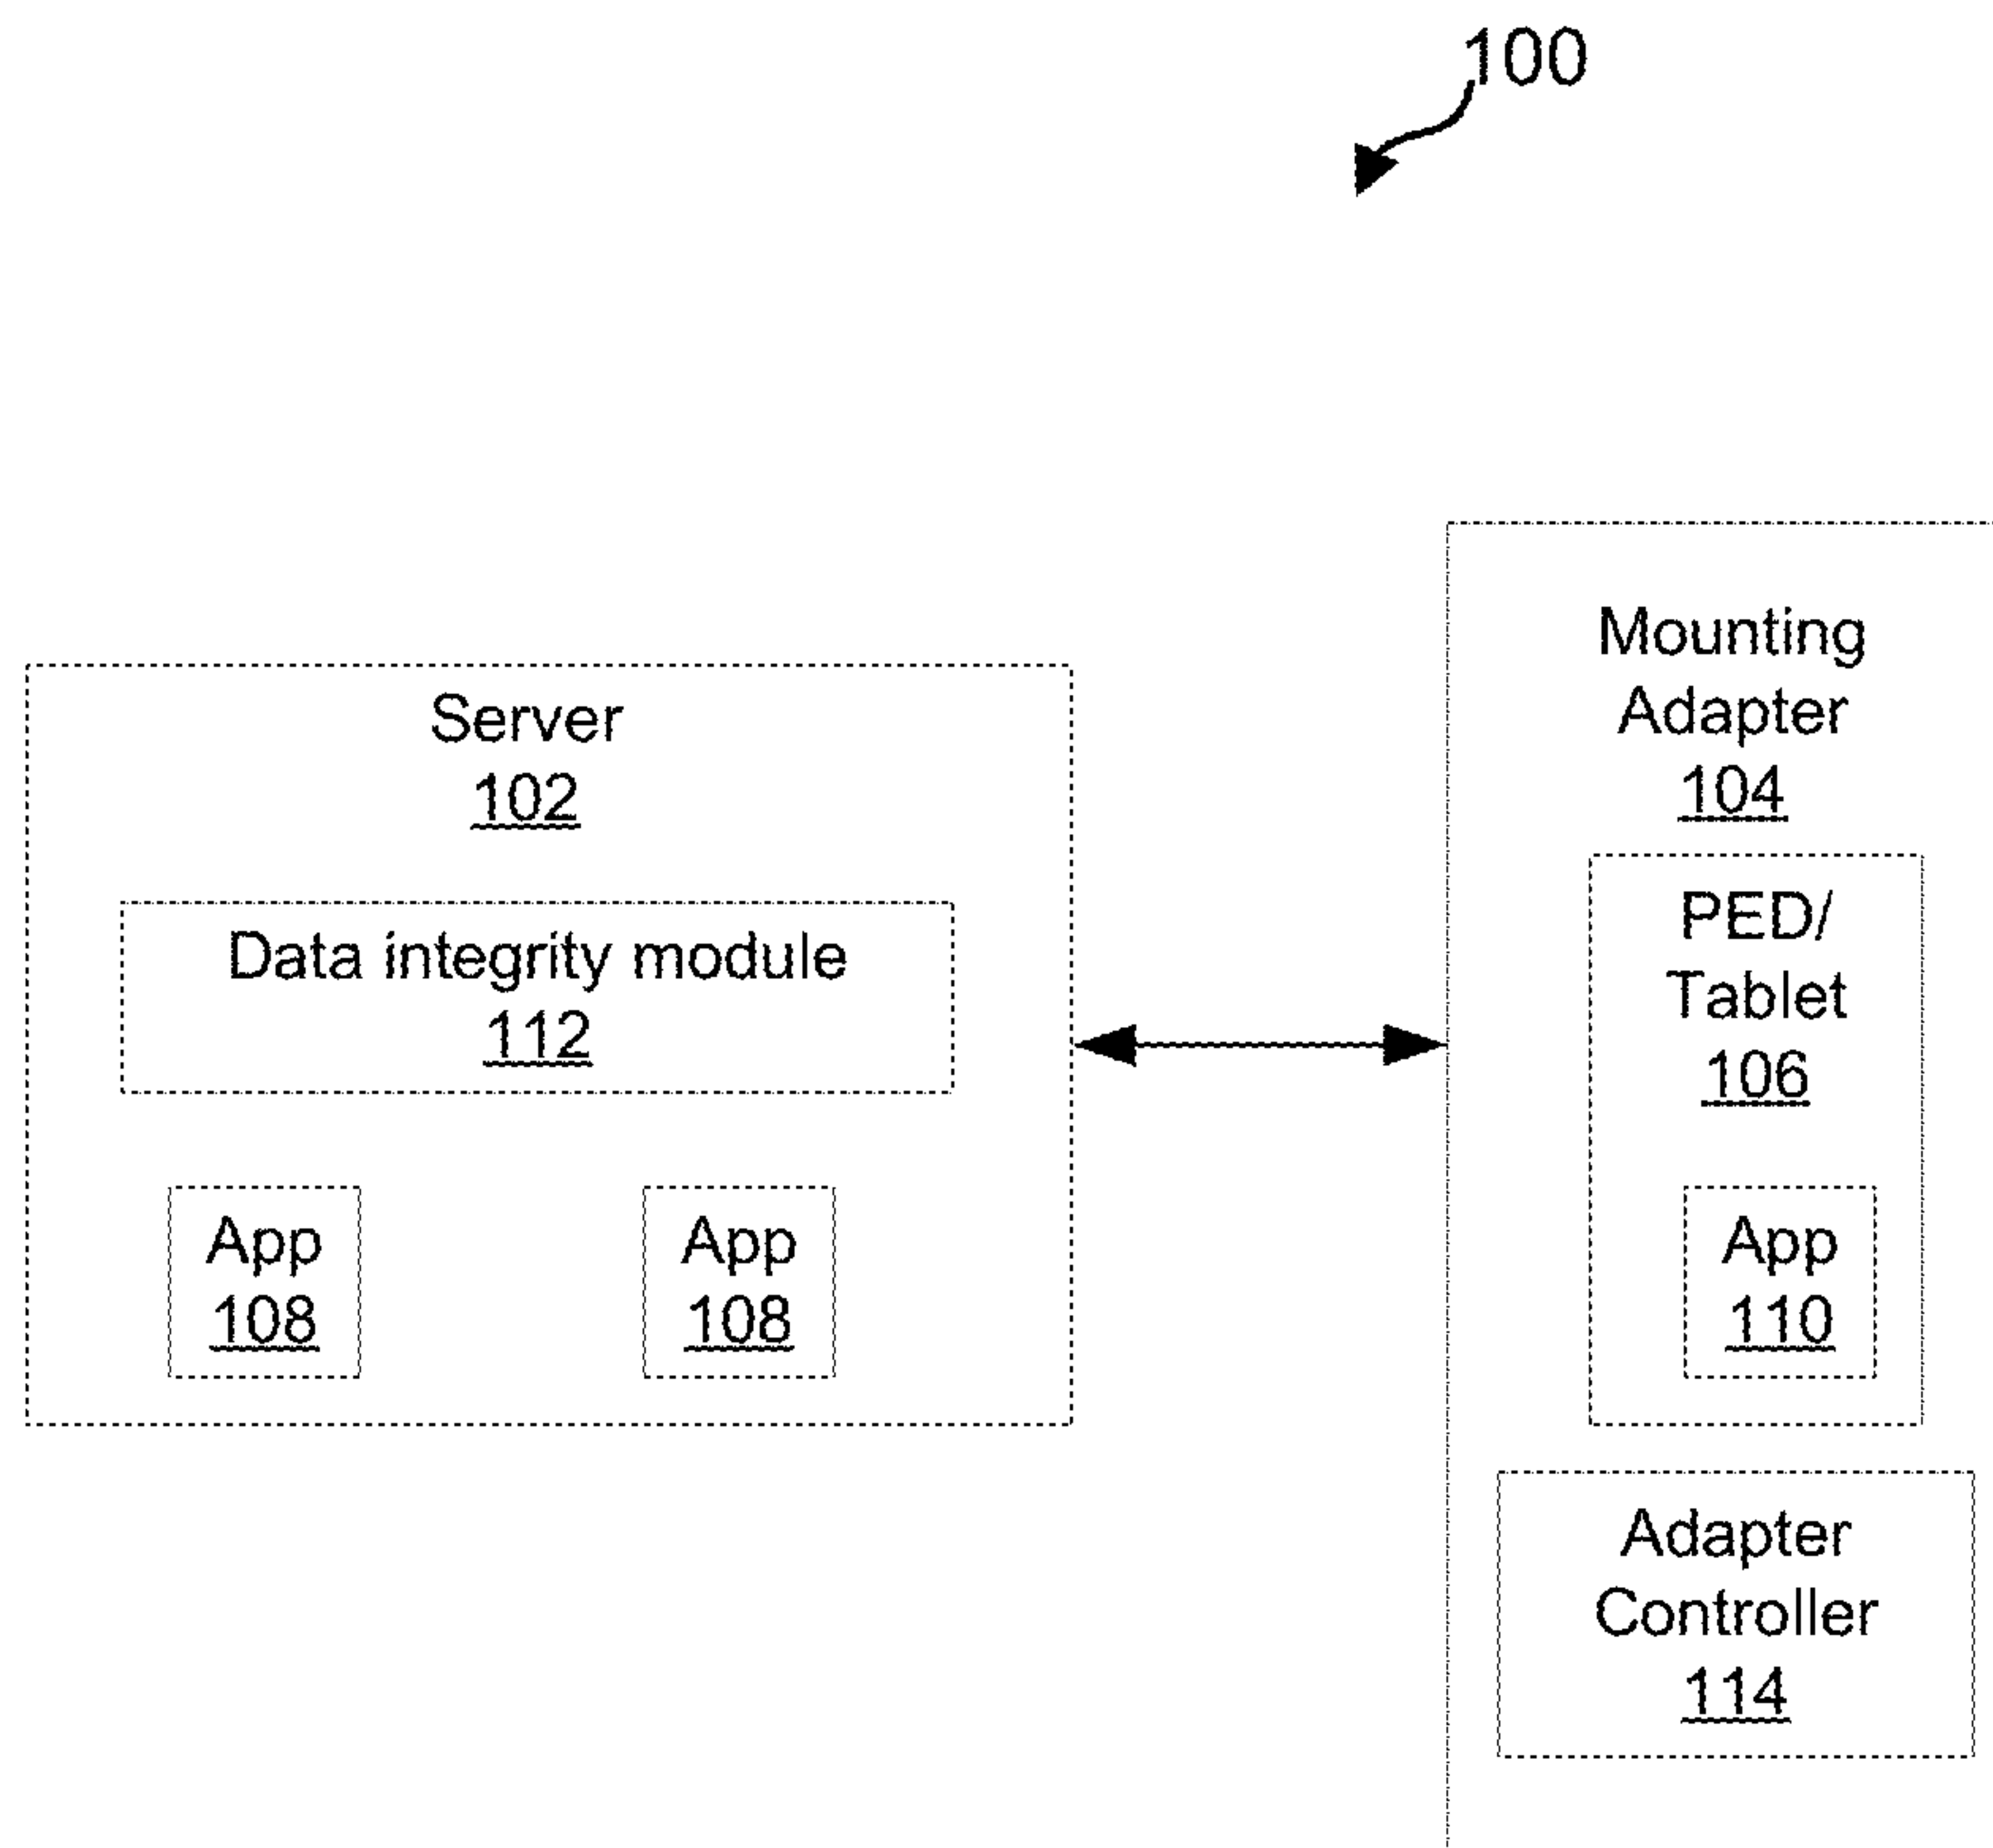 100
Server
102
Data integrity module
112
App
108
App
108
Mounting
Adapter
104
PED/
Tablet
106
App
110
Adapter
Controller
114